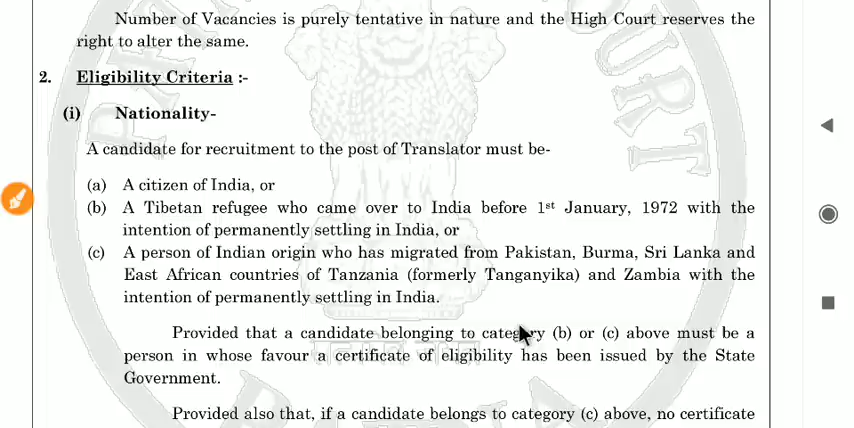 Number of Vacancies is purely tentative in nature and the High Court reserves the
right to alter the same.
2. Eligibility Criteria :-
(i) Nationality-
A candidate for recruitment to the post of Translator must be-
(a) A citizen of India, or
(b) A Tibetan refugee who came over to India before 1st January, 1972 with the
intention of permanently settling in India, or
(c) A person of Indian origin who has migrated from Pakistan, Burma, Sri Lanka and
East African countries of Tanzania (formerly Tanganyika) and Zambia with the
intention of permanently settling in India.
Provided that a candidate belonging to category (b) or (c) above must be a
person in whose favour a certificate of eligibility has been issued by the State
Government.
Provided also that, if a candidate belongs to category (c) above, no certificate